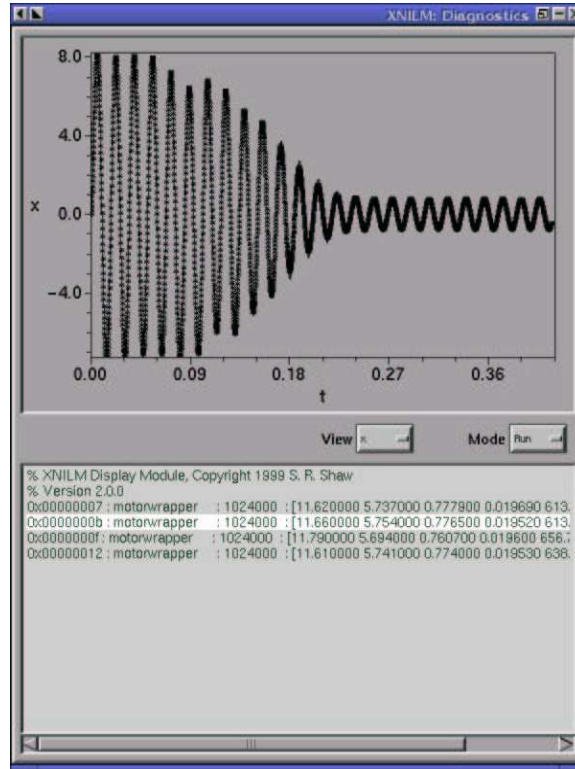 XNILM: Diagnostics
8.0
4.0
x
0.0
−4.0
0.00 0.09 0.18 0.27 0.36
t
View x Mode Run
% XNILM Display Module, Copyright 1999 S. R. Shaw
% Version 2.0.0
0x00000007 : motorwrapper : 1024000 : [11.620000 5.737000 0.777900 0.019690 613.
0x0000000b : motorwrapper : 1024000 : [11.660000 5.754000 0.776500 0.019520 613.
0x0000000f : motorwrapper : 1024000 : [11.790000 5.694000 0.760700 0.019600 656.
0x00000012 : motorwrapper : 1024000 : [11.610000 5.741000 0.774000 0.019530 638.